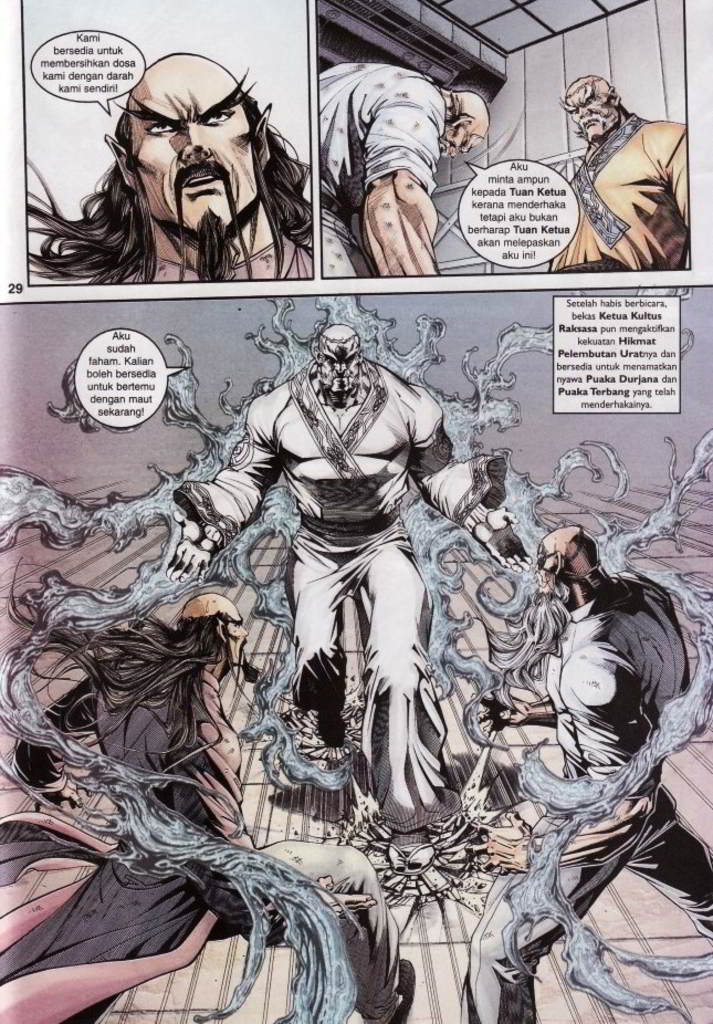 Kami
bersedia untuk
membersihkan dosa
kami dengan darah
kami sendiri!
Aku
minta ampun
kepada Tuan Ketua
kerana menderhaka
tetapi aku bukan
berharap Tuan Ketua
akan melepaskan
aku ini!
29
Setelah habis berbicara,
bekas Ketua Kultus
Raksasa pun mengaktifkan
kekuatan Hikmat
Pelembutan Uratnya dan
bersedia untuk menamatkan
nyawa Puaka Durjana dan
Puaka Terbang yang telah
menderhakainya.
Aku
sudah
faham. Kalian
boleh bersedia
untuk bertemu
dengan maut
sekarang!